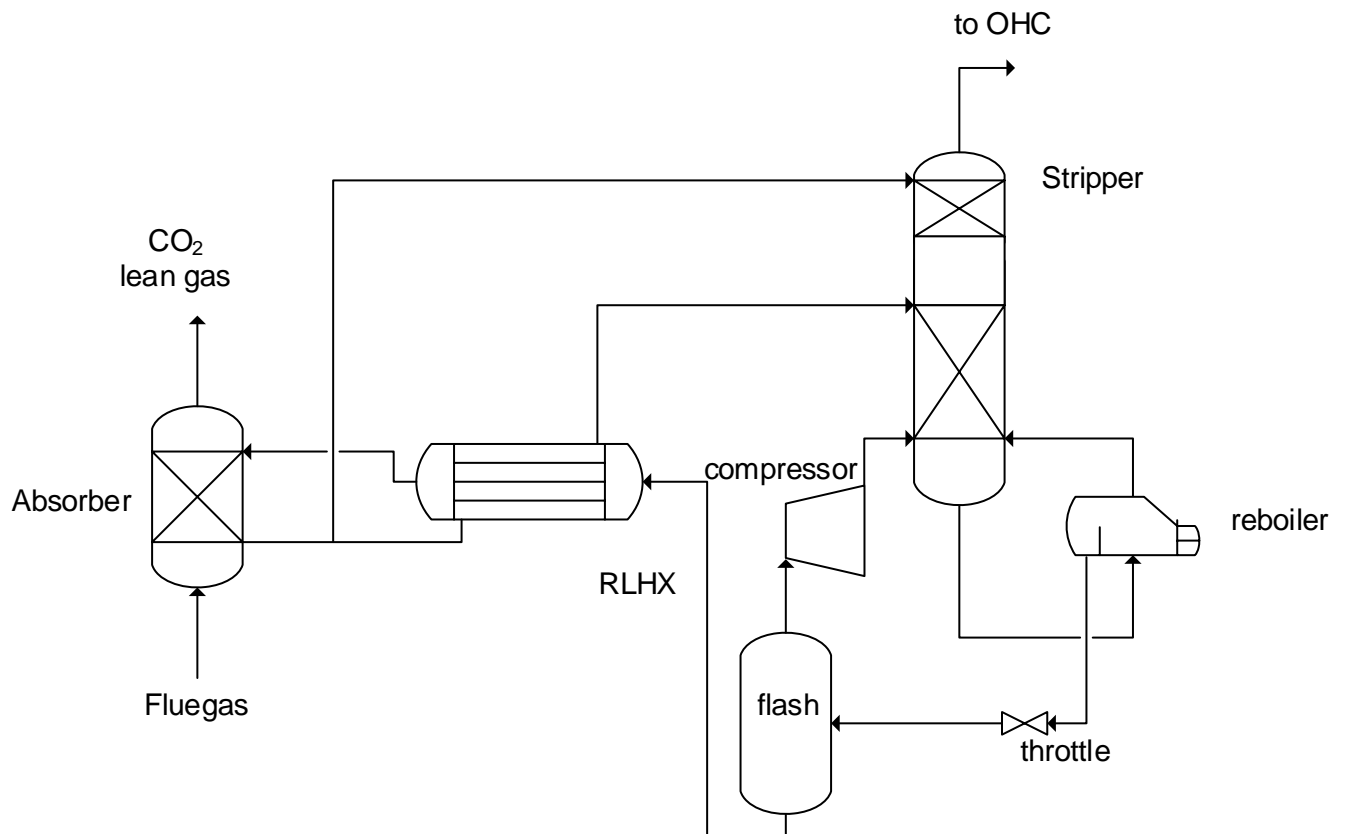 to OHC
Stripper
CO₂
lean gas
compressor
Absorber
reboiler
RLHX
Fluegas
flash
throttle